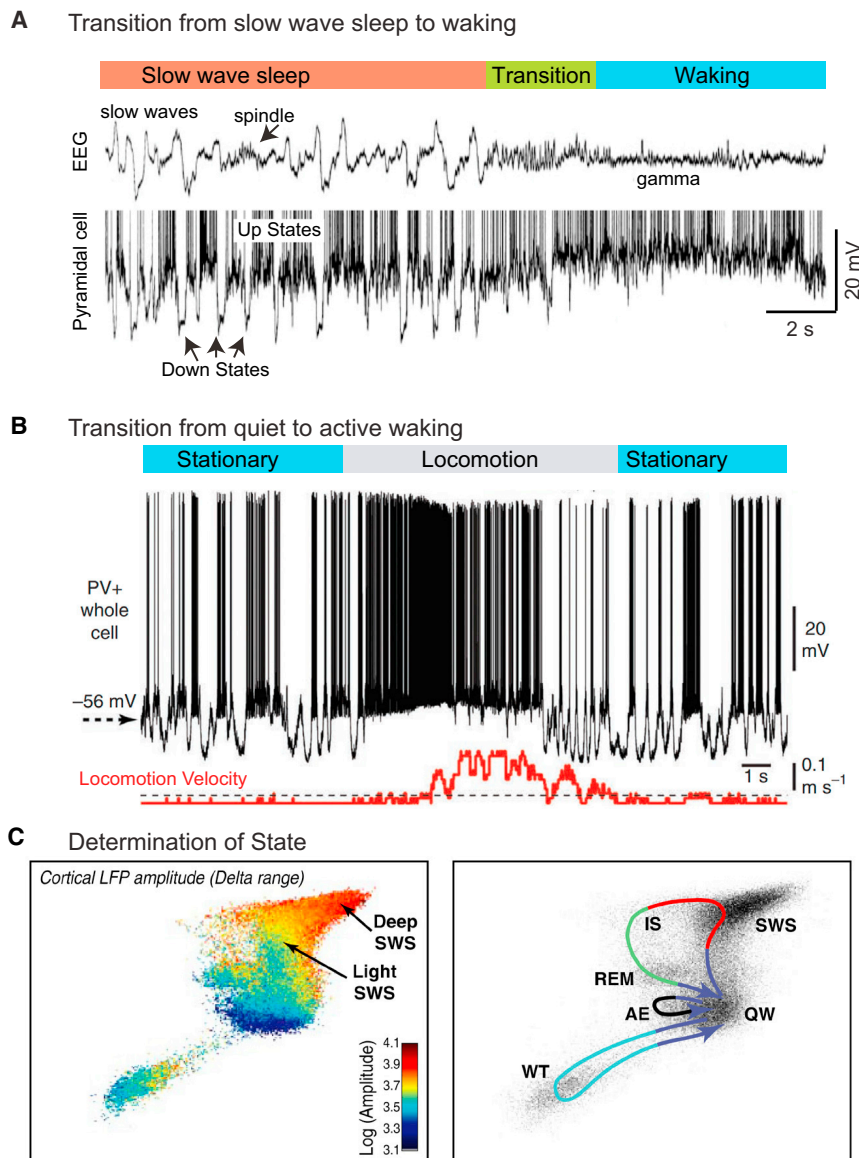 A Transition from slow wave sleep to waking
Slow wave sleep Transition Waking
slow waves
spindle
EEG
gamma
Pyramidal cell
Up States
20 mV
2 s
Down States
B Transition from quiet to active waking
Stationary Locomotion Stationary
PV+
whole
cell
20
mV
–56 mV
1 s
Locomotion Velocity
0.1
m s⁻¹
C Determination of State
Cortical LFP amplitude (Delta range)
Deep
SWS
Light
SWS
Log (Amplitude)
4.1
3.9
3.7
3.5
3.3
3.1
IS
SWS
REM
AE
QW
WT